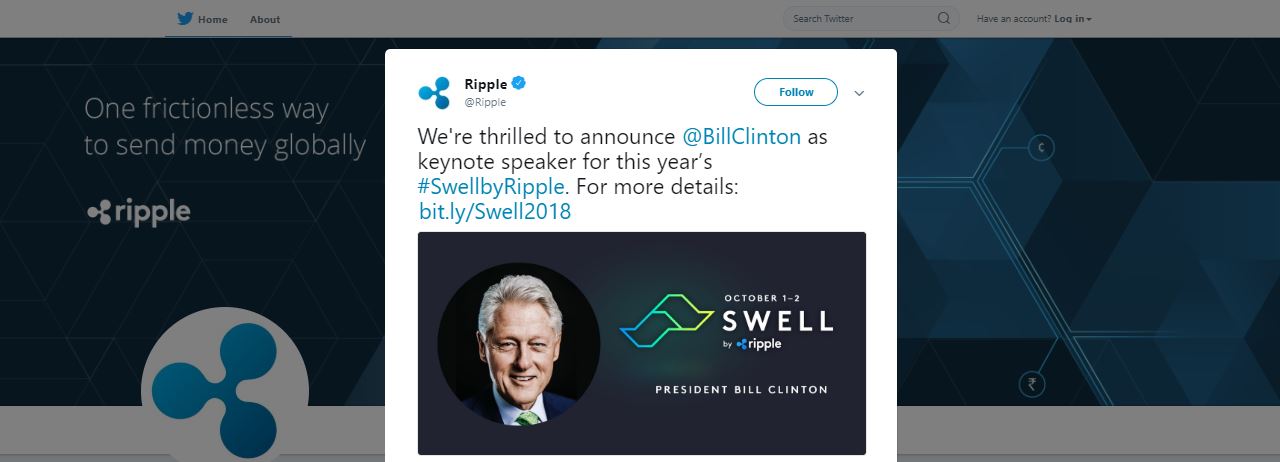 Home About
Search Twitter
Have an account? Log in
One frictionless way
to send money globally
ripple
Ripple
@Ripple
Follow
We're thrilled to announce @BillClinton as
keynote speaker for this year’s
#SwellbyRipple. For more details:
bit.ly/Swell2018
OCTOBER 1–2
SWELL
by ripple
PRESIDENT BILL CLINTON
₵
₹